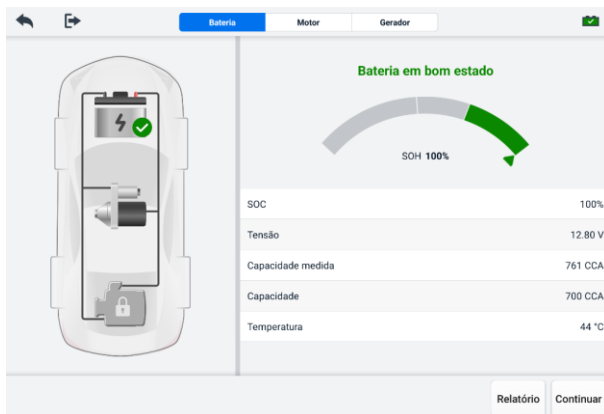 Bateria Motor Gerador
Bateria em bom estado
SOH 100%
SOC 100%
Tensão 12.80 V
Capacidade medida 761 CCA
Capacidade 700 CCA
Temperatura 44 °C
Relatório Continuar